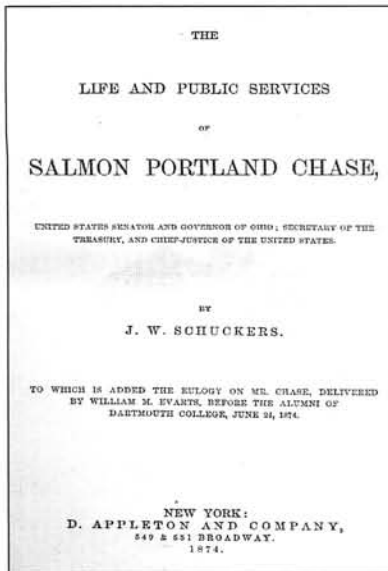 THE
LIFE AND PUBLIC SERVICES
OF
SALMON PORTLAND CHASE,
UNITED STATES SENATOR AND GOVERNOR OF OHIO; SECRETARY OF THE
TREASURY, AND CHIEF-JUSTICE OF THE UNITED STATES.
BY
J. W. SCHUCKERS.
TO WHICH IS ADDED THE EULOGY ON MR. CHASE, DELIVERED
BY WILLIAM M. EVARTS, BEFORE THE ALUMNI OF
DARTMOUTH COLLEGE, JUNE 24, 1874.
NEW YORK:
D. APPLETON AND COMPANY,
549 & 551 BROADWAY.
1874.